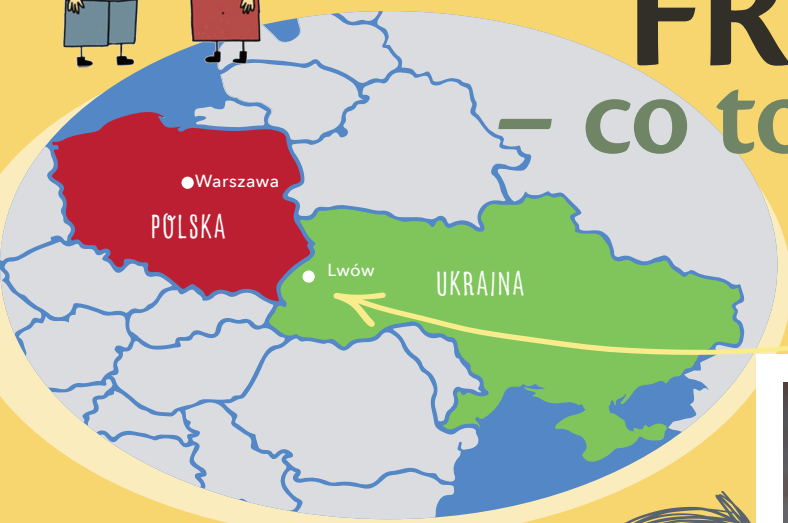 FR
– co to
Warszawa
POLSKA
Lwów
UKRAINA